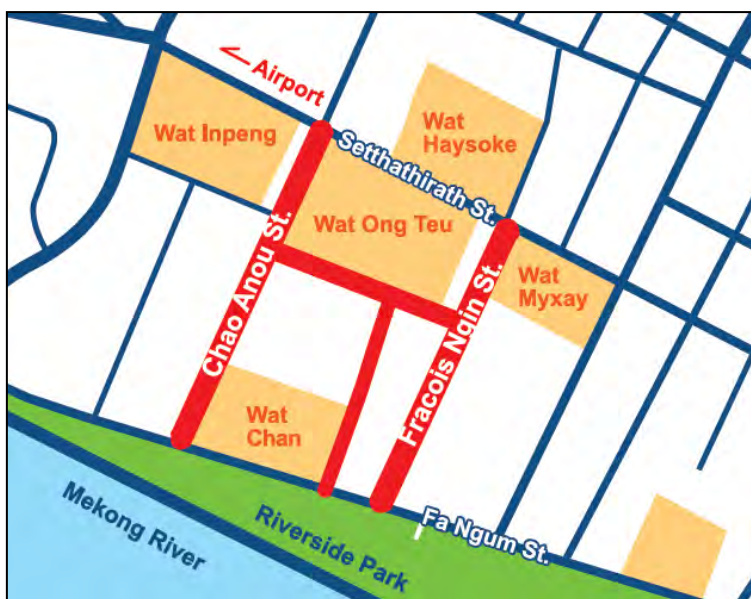 Airport
Wat Inpeng
Wat
Haysoke
Setthathirath St.
Wat Ong Teu
Chao Anou St.
Wat
Myxay
Fracois Ngin St.
Wat
Chan
Mekong River
Riverside Park
Fa Ngum St.